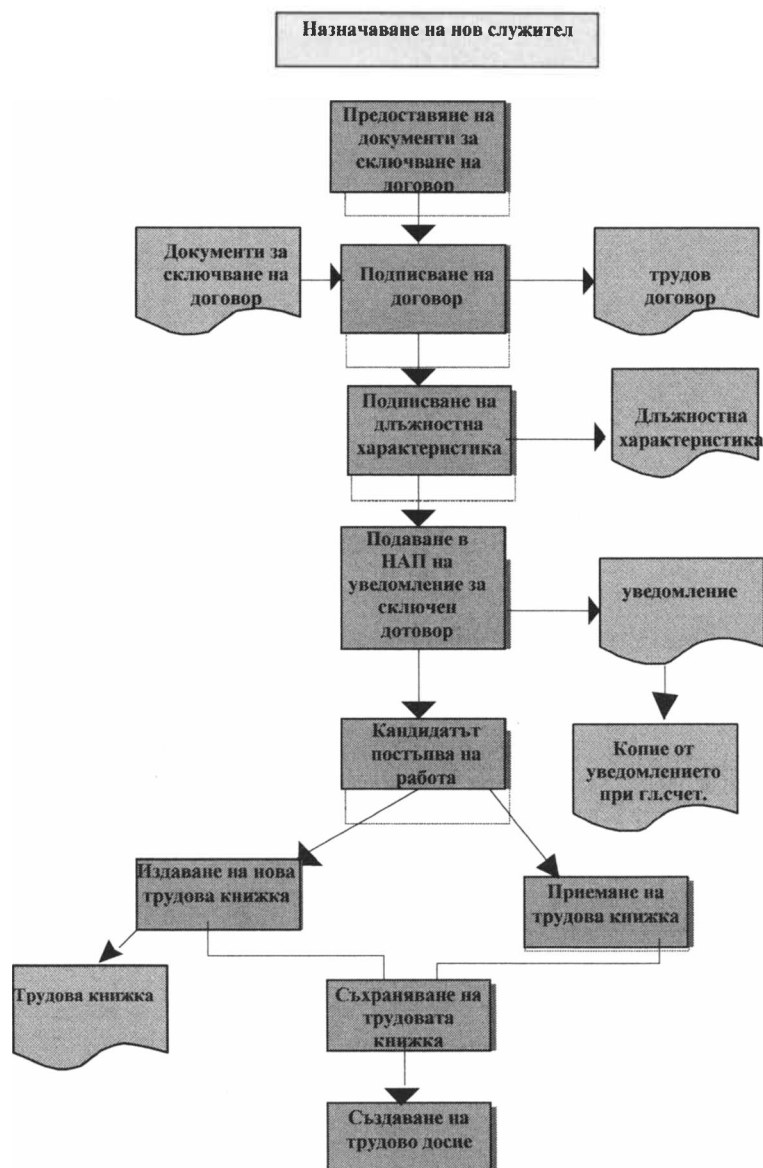 Назначаване на нов служител
Предоставяне на
документи за
сключване на
договор
Документи за
сключване на
договор
Подписване на
договор
трудов
договор
Подписване на
длъжностна
характеристика
Длъжностна
характеристика
Подаване в
НАП на
уведомление за
сключен
дотовор
уведомление
Кандидатът
постъпва на
работа
Копие от
уведомлението
при гл.счет.
Издаване на нова
трудова книжка
Приемане на
трудова книжка
Трудова книжка
Съхраняване на
трудовата
книжка
Създаване на
трудово досие